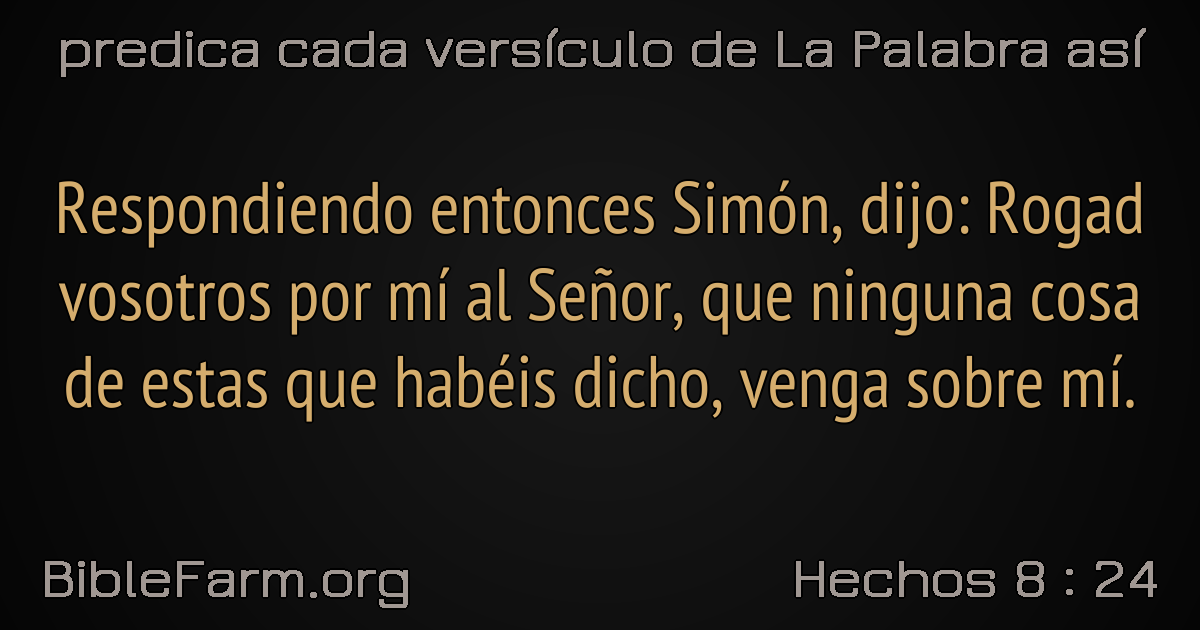 predica cada versículo de La Palabra así
Respondiendo entonces Simón, dijo: Rogad
vosotros por mí al Señor, que ninguna cosa
de estas que habéis dicho, venga sobre mí.
BibleFarm.org
Hechos 8 : 24